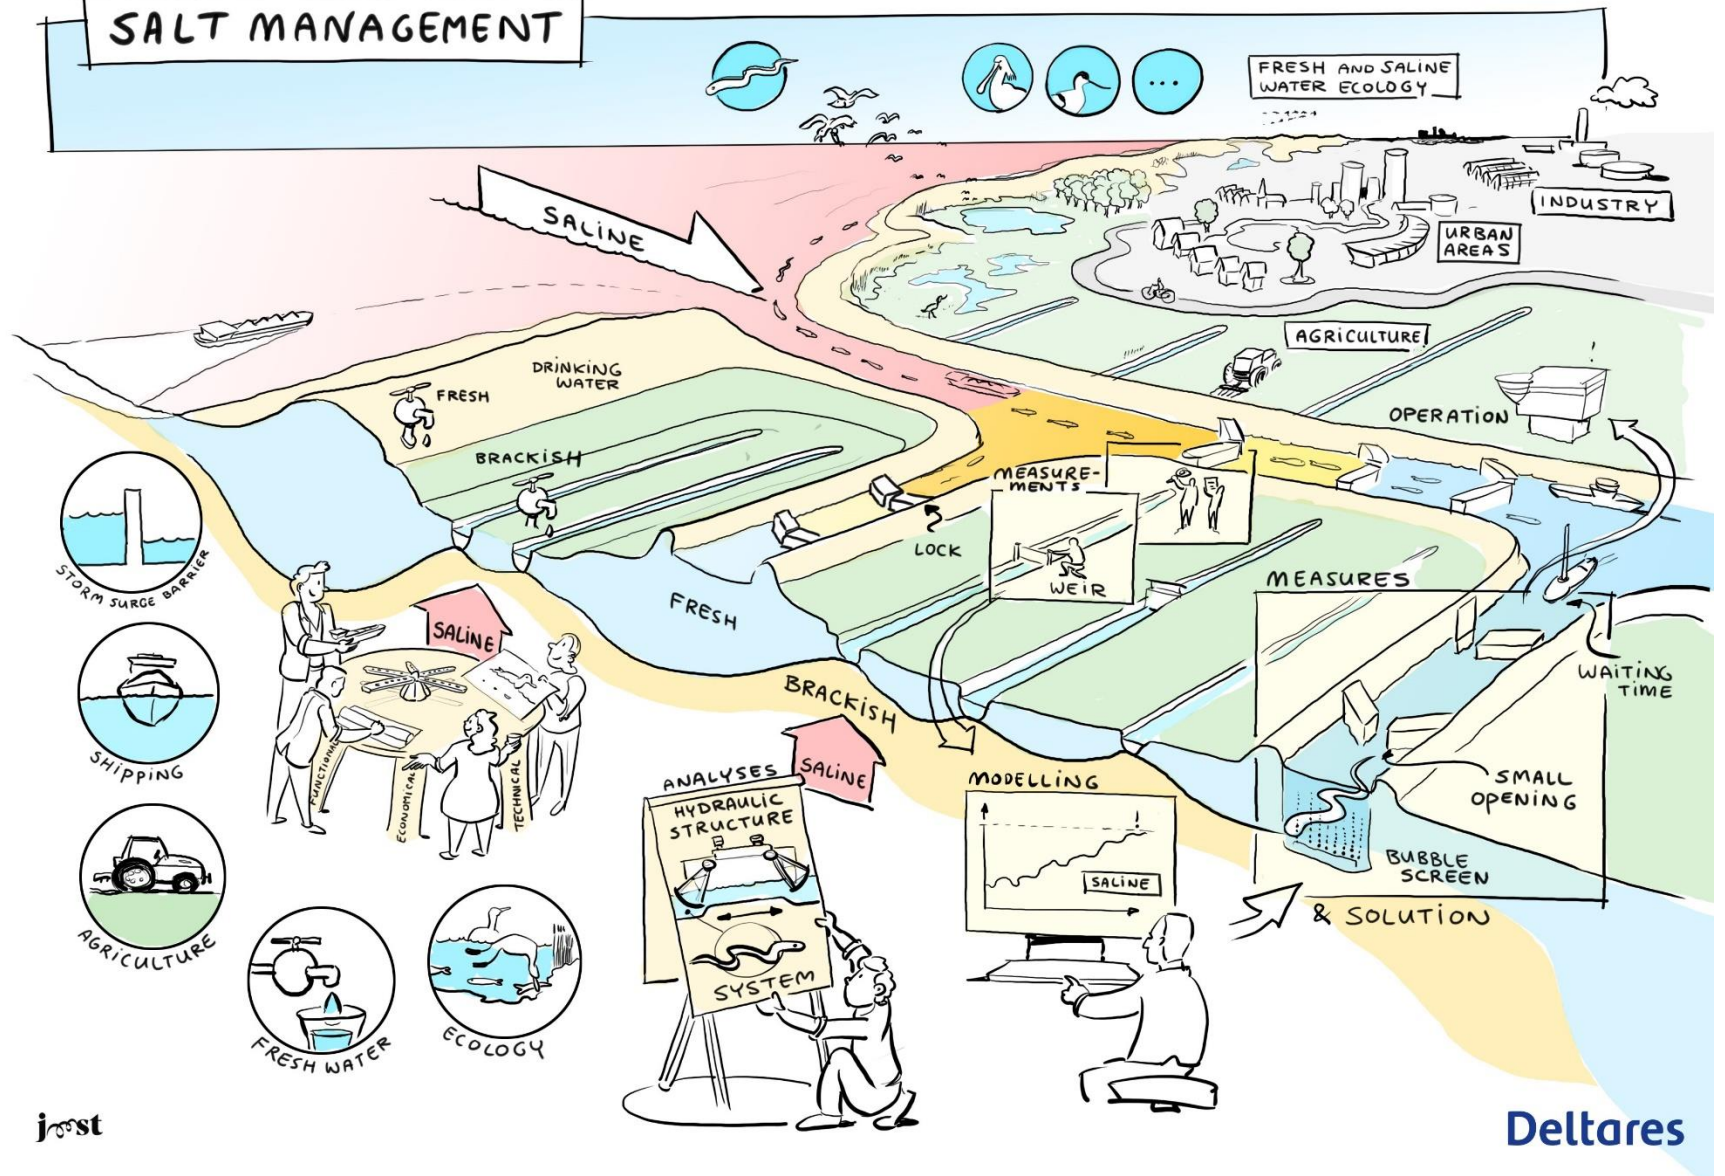 SALT MANAGEMENT
FRESH AND SALINE
WATER ECOLOGY
SALINE
INDUSTRY
URBAN
AREAS
AGRICULTURE
DRINKING
WATER
FRESH
OPERATION
BRACKISH
MEASURE-
MENTS
LOCK
WEIR
MEASURES
FRESH
STORM SURGE BARRIER
SALINE
WAITING
TIME
BRACKISH
SHIPPING
FUNCTIONAL
ECONOMICAL
TECHNICAL
SALINE
ANALYSES
HYDRAULIC
STRUCTURE
SYSTEM
MODELLING
!
SALINE
SMALL
OPENING
BUBBLE
SCREEN
& SOLUTION
AGRICULTURE
FRESH WATER
ECOLOGY
joost
Deltares